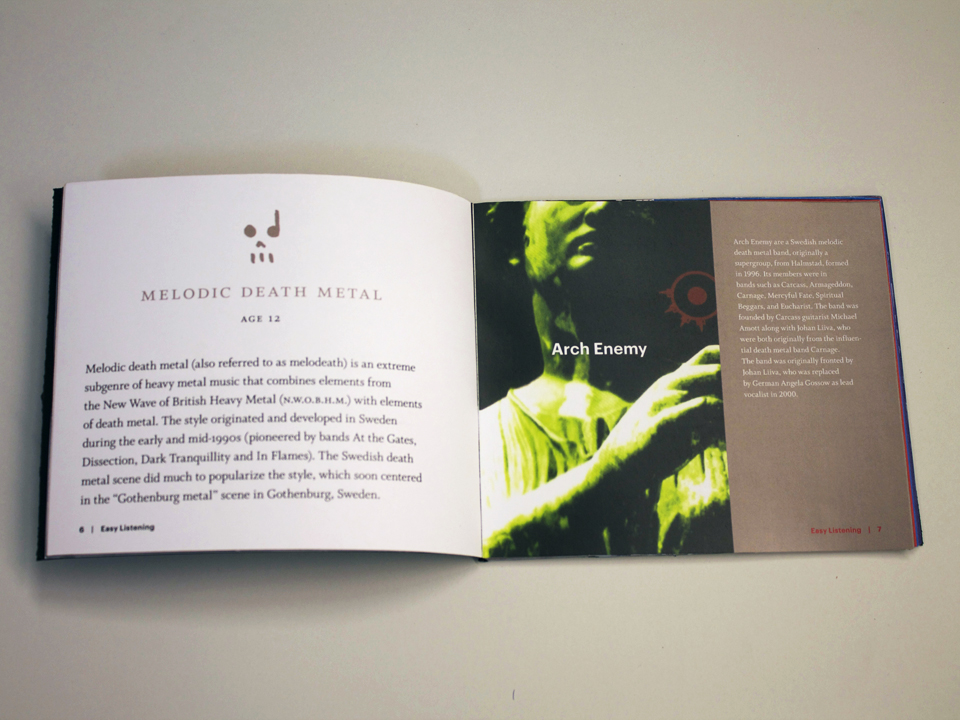 MELODIC DEATH METAL
AGE 12
Melodic death metal (also referred to as melodeath) is an extreme
subgenre of heavy metal music that combines elements from
the New Wave of British Heavy Metal (N.W.O.B.H.M.) with elements
of death metal. The style originated and developed in Sweden
during the early and mid-1990s (pioneered by bands At the Gates,
Dissection, Dark Tranquillity and In Flames). The Swedish death
metal scene did much to popularize the style, which soon centered
in the “Gothenburg metal” scene in Gothenburg, Sweden.
6 | Easy Listening
Arch Enemy
Arch Enemy are a Swedish melodic
death metal band, originally a
supergroup, from Halmstad, formed
in 1996. Its members were in
bands such as Carcass, Armageddon,
Carnage, Mercyful Fate, Spiritual
Beggars, and Eucharist. The band was
founded by Carcass guitarist Michael
Amott along with Johan Liiva, who
were both originally from the influen-
tial death metal band Carnage.
The band was originally fronted by
Johan Liiva, who was replaced
by German Angela Gossow as lead
vocalist in 2000.
Easy Listening | 7